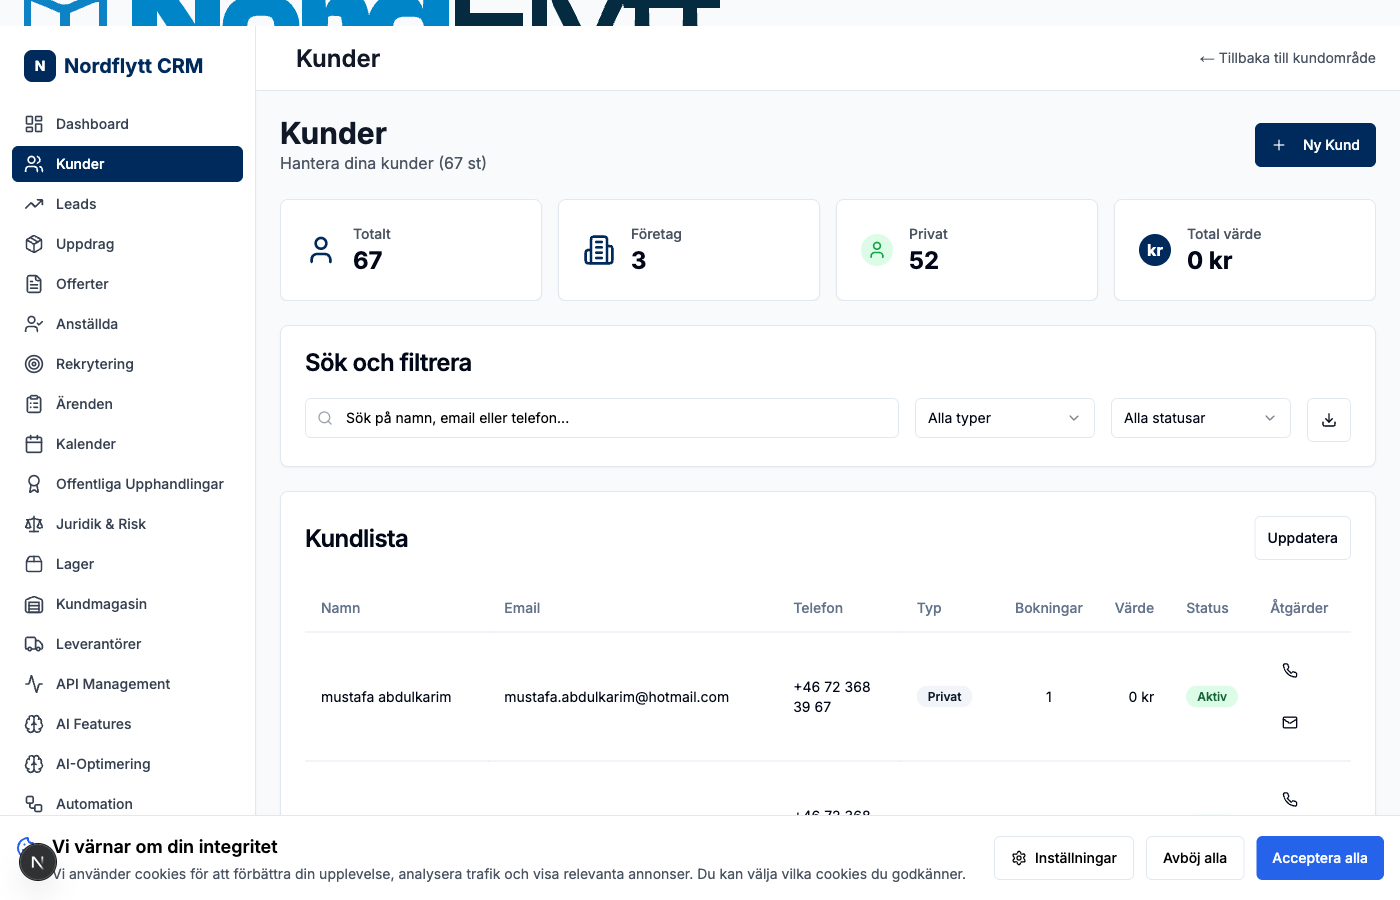 N Nordflytt CRM
Kunder
← Tillbaka till kundområde
Dashboard
Kunder
Leads
Uppdrag
Offerter
Anställda
Rekrytering
Ärenden
Kalender
Offentliga Upphandlingar
Juridik & Risk
Lager
Kundmagasin
Leverantörer
API Management
AI Features
AI-Optimering
Automation
Kunder
Hantera dina kunder (67 st)
Ny Kund
Totalt
67
Företag
3
Privat
52
kr
Total värde
0 kr
Sök och filtrera
Sök på namn, email eller telefon...
Alla typer
Alla statusar
Kundlista
Uppdatera
Namn Email Telefon Typ Bokningar Värde Status Åtgärder
mustafa abdulkarim mustafa.abdulkarim@hotmail.com +46 72 368 39 67 Privat 1 0 kr Aktiv
+46 72 368
Vi värnar om din integritet
Vi använder cookies för att förbättra din upplevelse, analysera trafik och visa relevanta annonser. Du kan välja vilka cookies du godkänner.
N
Inställningar
Avböj alla
Acceptera alla